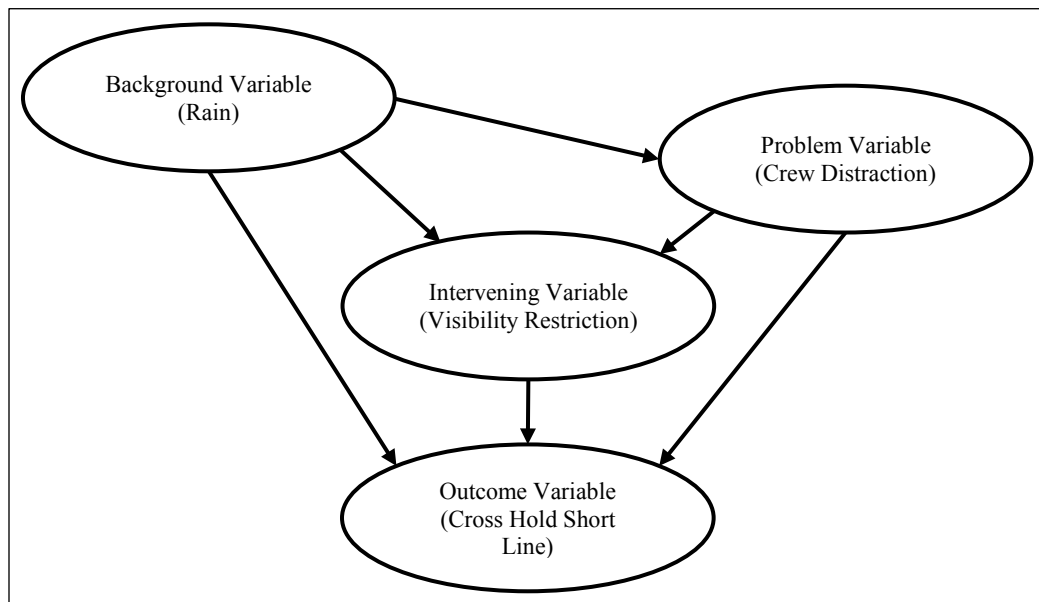 Background Variable
(Rain)
Problem Variable
(Crew Distraction)
Intervening Variable
(Visibility Restriction)
Outcome Variable
(Cross Hold Short
Line)